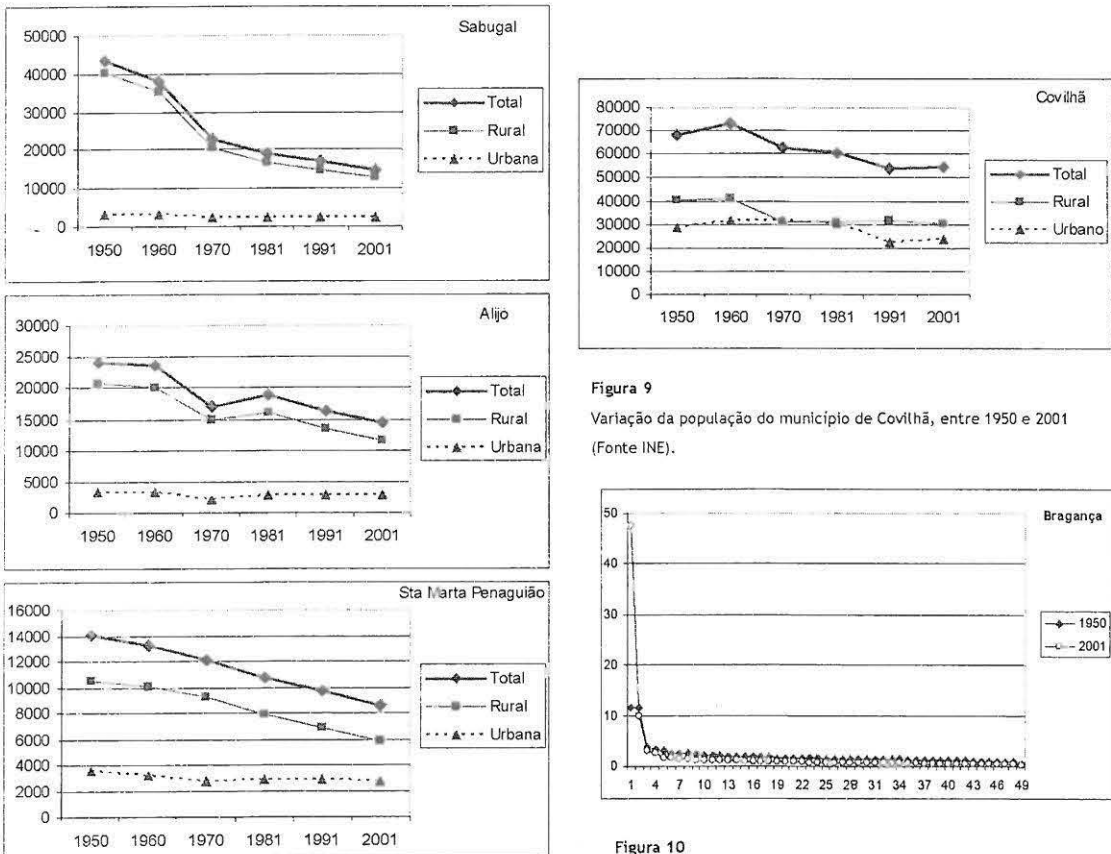 Sabugal
50000
40000
30000
20000
10000
0
1950 1960 1970 1981 1991 2001
Total
Rural
Urbana
Alijo
30000
25000
20000
15000
10000
5000
0
1950 1960 1970 1981 1991 2001
Total
Rural
Urbana
Sta Marta Penaguião
16000
14000
12000
10000
8000
6000
4000
2000
0
1950 1960 1970 1981 1991 2001
Total
Rural
Urbana
Covilhã
80000
70000
60000
50000
40000
30000
20000
10000
0
1950 1960 1970 1981 1991 2001
Total
Rural
Urbano
Figura 9
Variação da população do município de Covilhã, entre 1950 e 2001
(Fonte INE).
Bragança
50
40
30
20
10
0
1 4 7 10 13 16 19 22 25 28 31 34 37 40 43 46 49
1950
2001
Figura 10